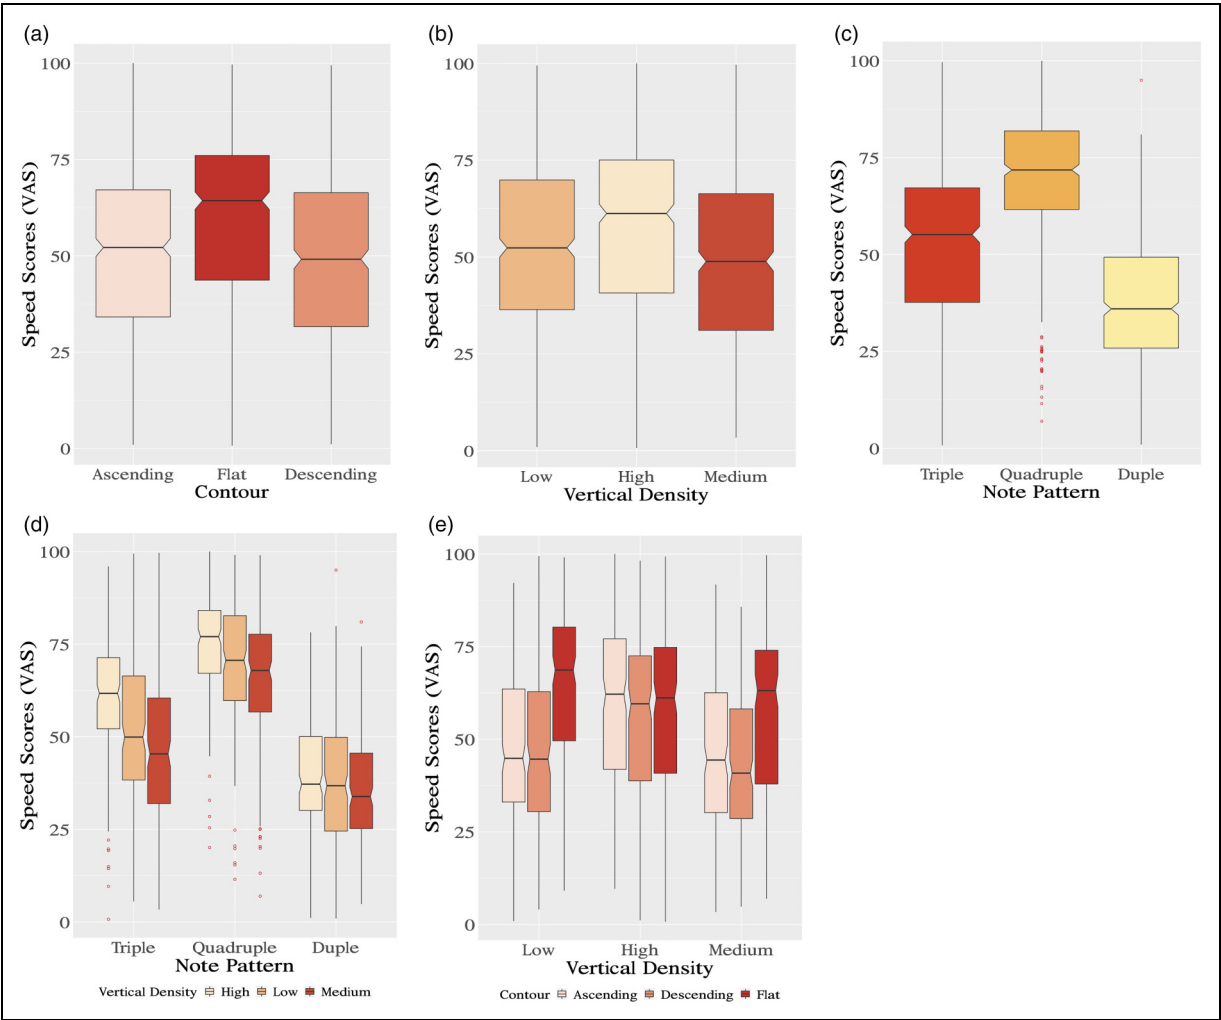 (a)
100
75
50
25
0
Speed Scores (VAS)
Ascending Flat Descending
Contour
(b)
100
75
50
25
0
Speed Scores (VAS)
Low High Medium
Vertical Density
(c)
100
75
50
25
0
Speed Scores (VAS)
Triple Quadruple Duple
Note Pattern
(d)
100
75
50
25
0
Speed Scores (VAS)
Triple Quadruple Duple
Note Pattern
Vertical Density High Low Medium
(e)
100
75
50
25
0
Speed Scores (VAS)
Low High Medium
Vertical Density
Contour Ascending Descending Flat